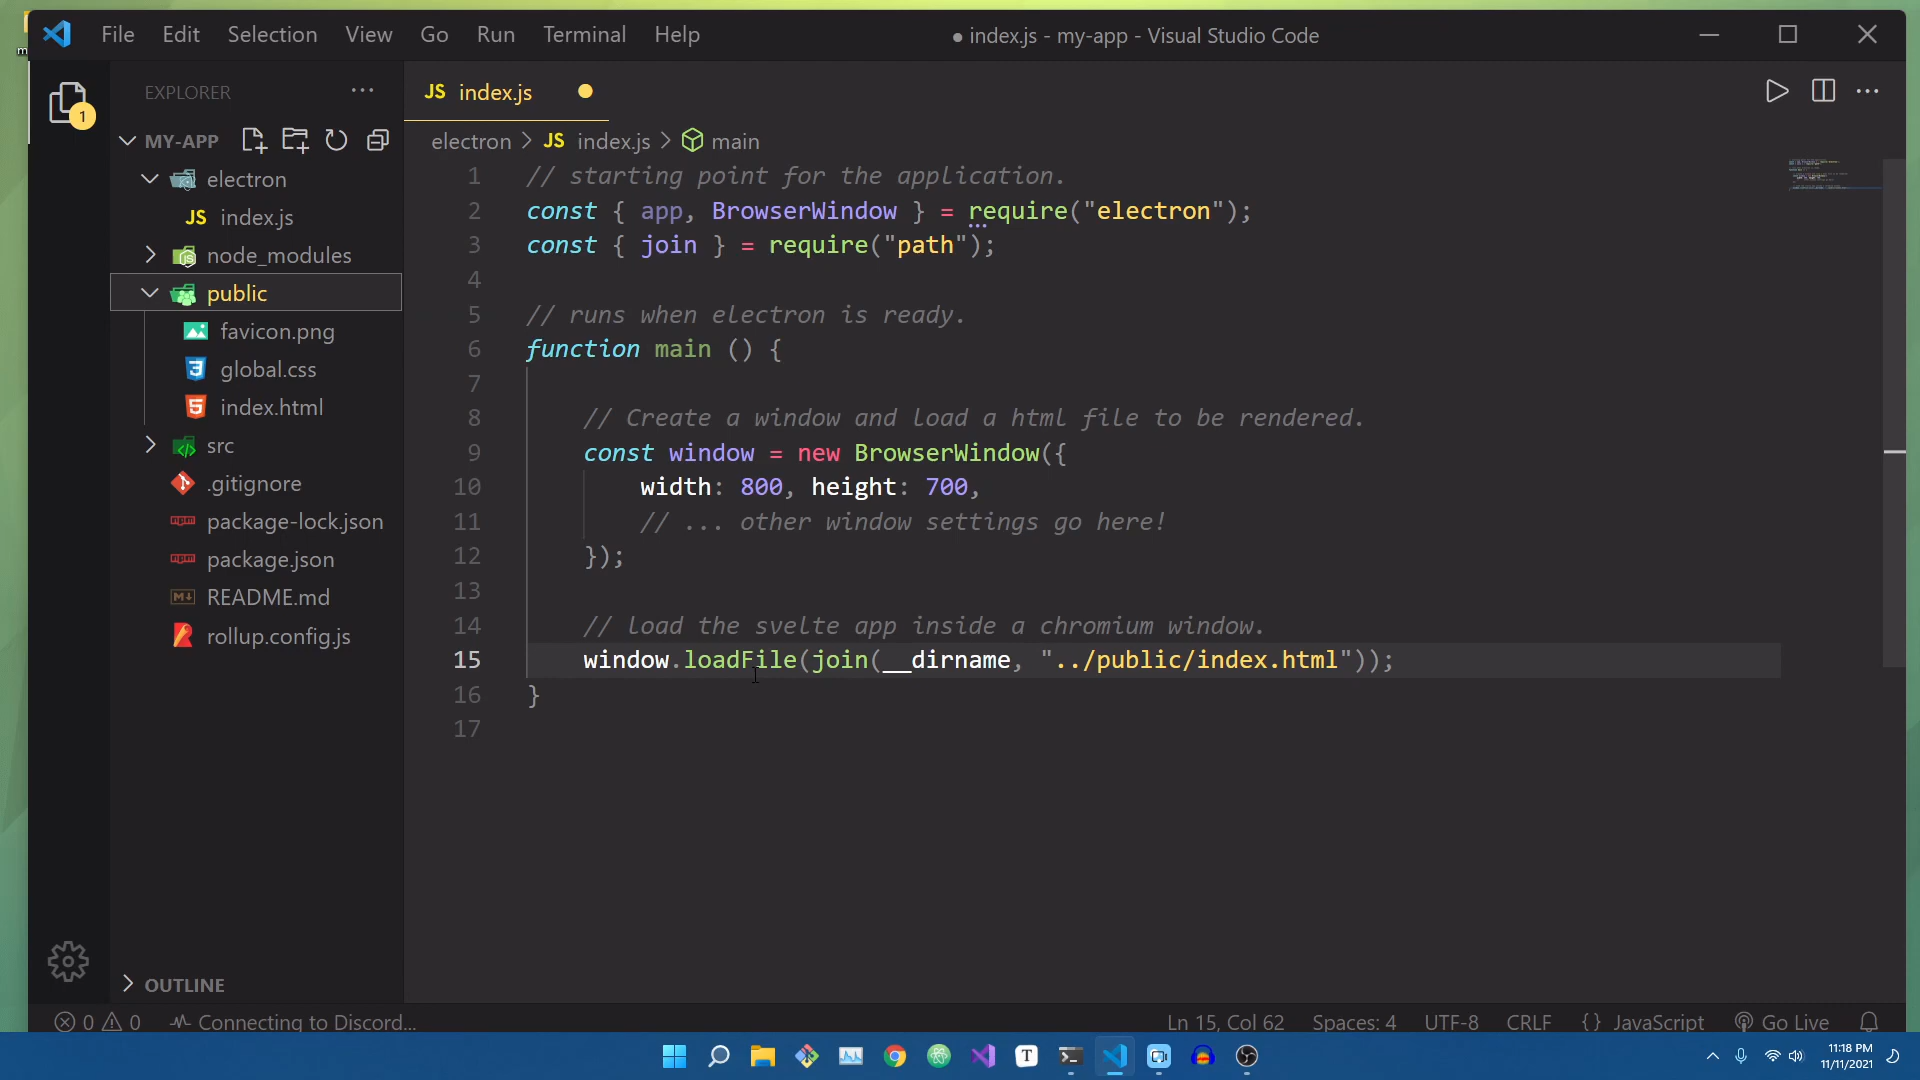 File Edit Selection View Go Run Terminal Help
● index.js - my-app - Visual Studio Code
1
EXPLORER
JS index.js
MY-APP
electron > JS index.js > main
electron
JS index.js
node_modules
public
favicon.png
global.css
index.html
src
.gitignore
package-lock.json
package.json
README.md
rollup.config.js
1 // starting point for the application.
2 const { app, BrowserWindow } = require("electron");
3 const { join } = require("path");
4
5 // runs when electron is ready.
6 function main () {
7
8 // Create a window and load a html file to be rendered.
9 const window = new BrowserWindow({
10 width: 800, height: 700,
11 // ... other window settings go here!
12 });
13
14 // load the svelte app inside a chromium window.
15 window.loadFile(join(__dirname, "../public/index.html"));
16 }
17
OUTLINE
0 0 Connecting to Discord... Ln 15, Col 62 Spaces: 4 UTF-8 CRLF {} JavaScript Go Live
T
11:18 PM
11/11/2021